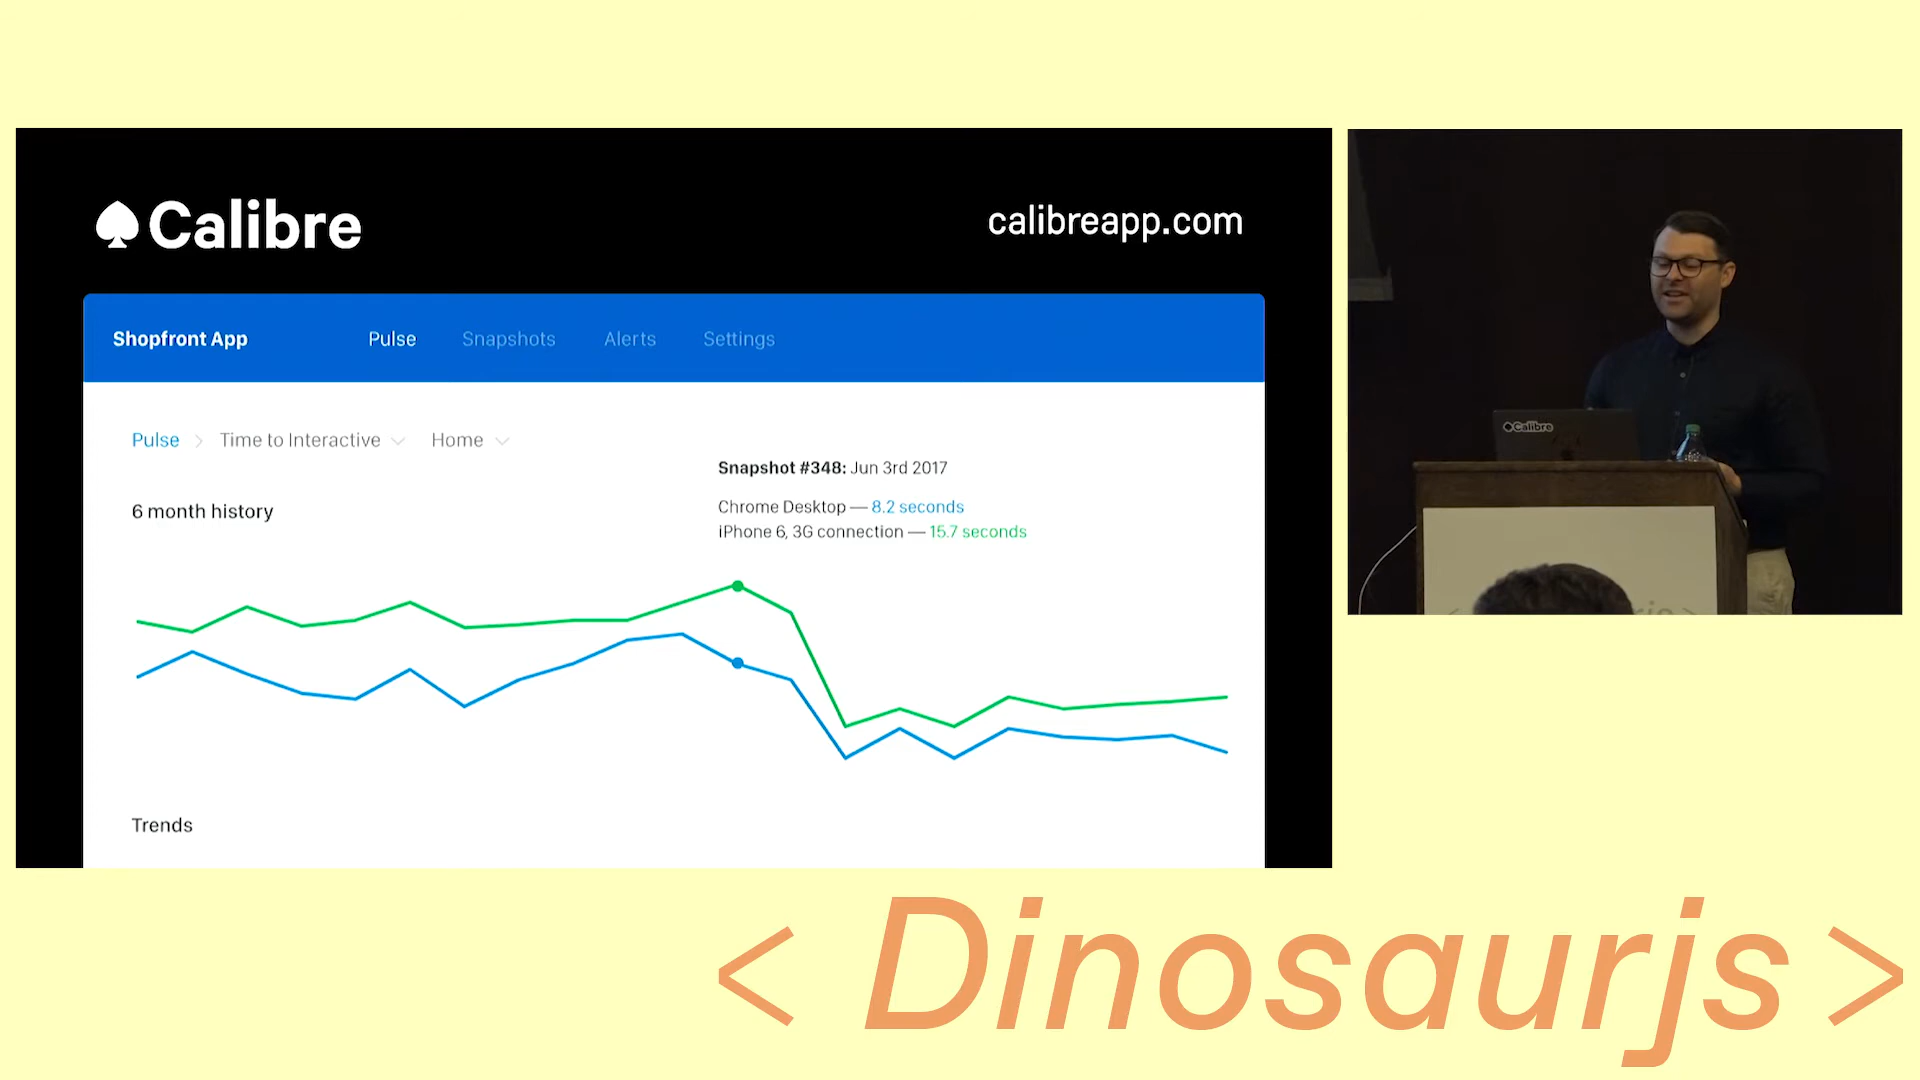 Calibre
calibreapp.com
Shopfront App Pulse Snapshots Alerts Settings
Pulse Time to Interactive Home
Snapshot #348: Jun 3rd 2017
6 month history
Chrome Desktop — 8.2 seconds
iPhone 6, 3G connection — 15.7 seconds
Trends
Calibre
< Dinosaurjs >